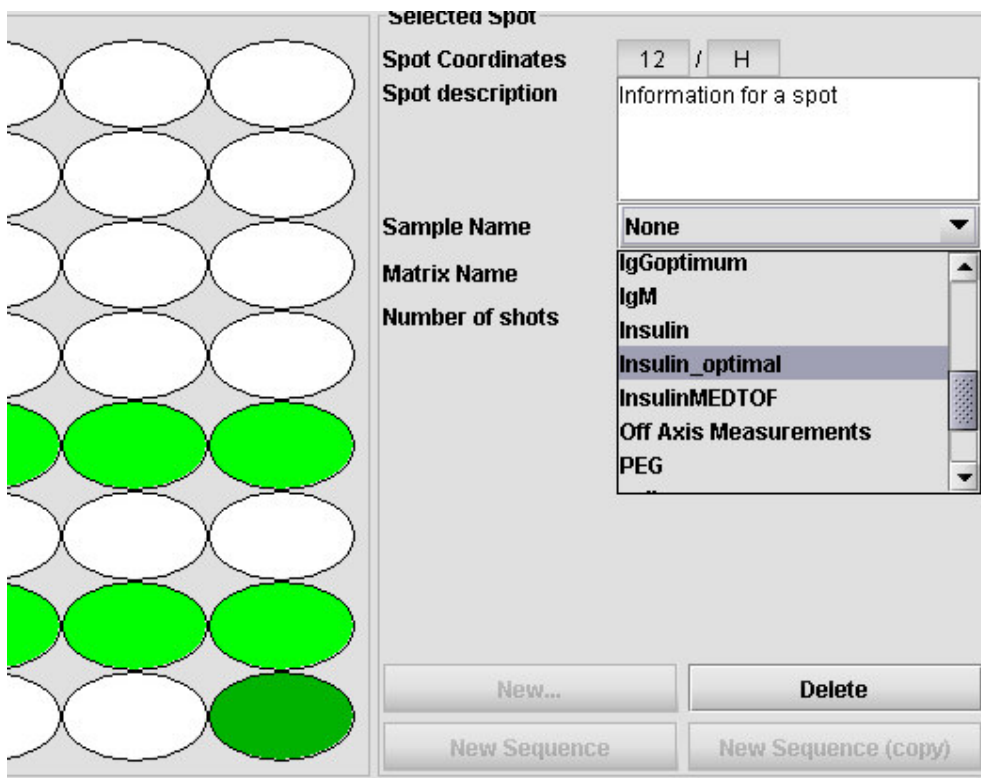 Selected Spot
Spot Coordinates 12 / H
Spot description Information for a spot
Sample Name None
IgGoptimum
Matrix Name
IgM
Number of shots
Insulin
Insulin_optimal
InsulinMEDTOF
Off Axis Measurements
PEG
New... Delete
New Sequence New Sequence (copy)